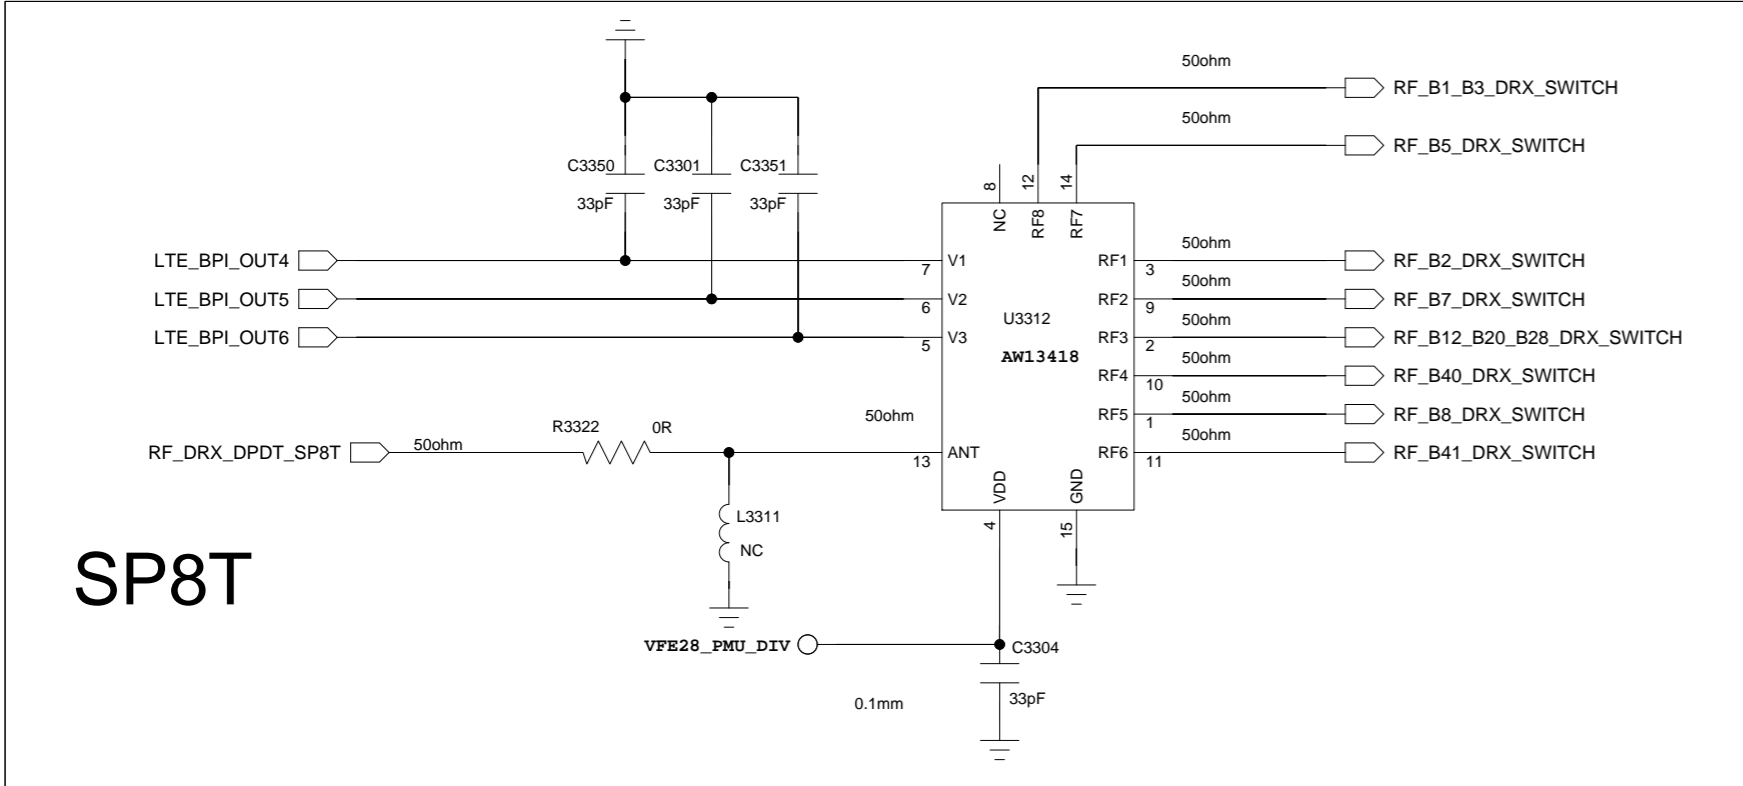 50ohm
RF_B1_B3_DRX_SWITCH
50ohm
RF_B5_DRX_SWITCH
C3350 C3301 C3351
33pF 33pF 33pF
8 12 14
NC RF8 RF7
LTE_BPI_OUT4 7 V1 RF1 3 50ohm RF_B2_DRX_SWITCH
LTE_BPI_OUT5 6 V2 RF2 9 50ohm RF_B7_DRX_SWITCH
U3312
LTE_BPI_OUT6 5 V3 RF3 2 50ohm RF_B12_B20_B28_DRX_SWITCH
AW13418
RF4 10 50ohm RF_B40_DRX_SWITCH
RF5 1 50ohm RF_B8_DRX_SWITCH
RF_DRX_DPDT_SP8T 50ohm R3322 0R 50ohm 13 ANT RF6 11 50ohm RF_B41_DRX_SWITCH
VDD GND
4 15
L3311
NC
SP8T
VFE28_PMU_DIV C3304
0.1mm 33pF